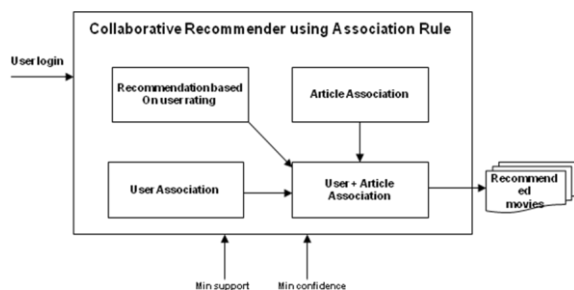 Collaborative Recommender using Association Rule
User login
Recommendation based
On user rating
Article Association
User Association
User + Article
Association
Recommend
ed
movies
Min support
Min confidence